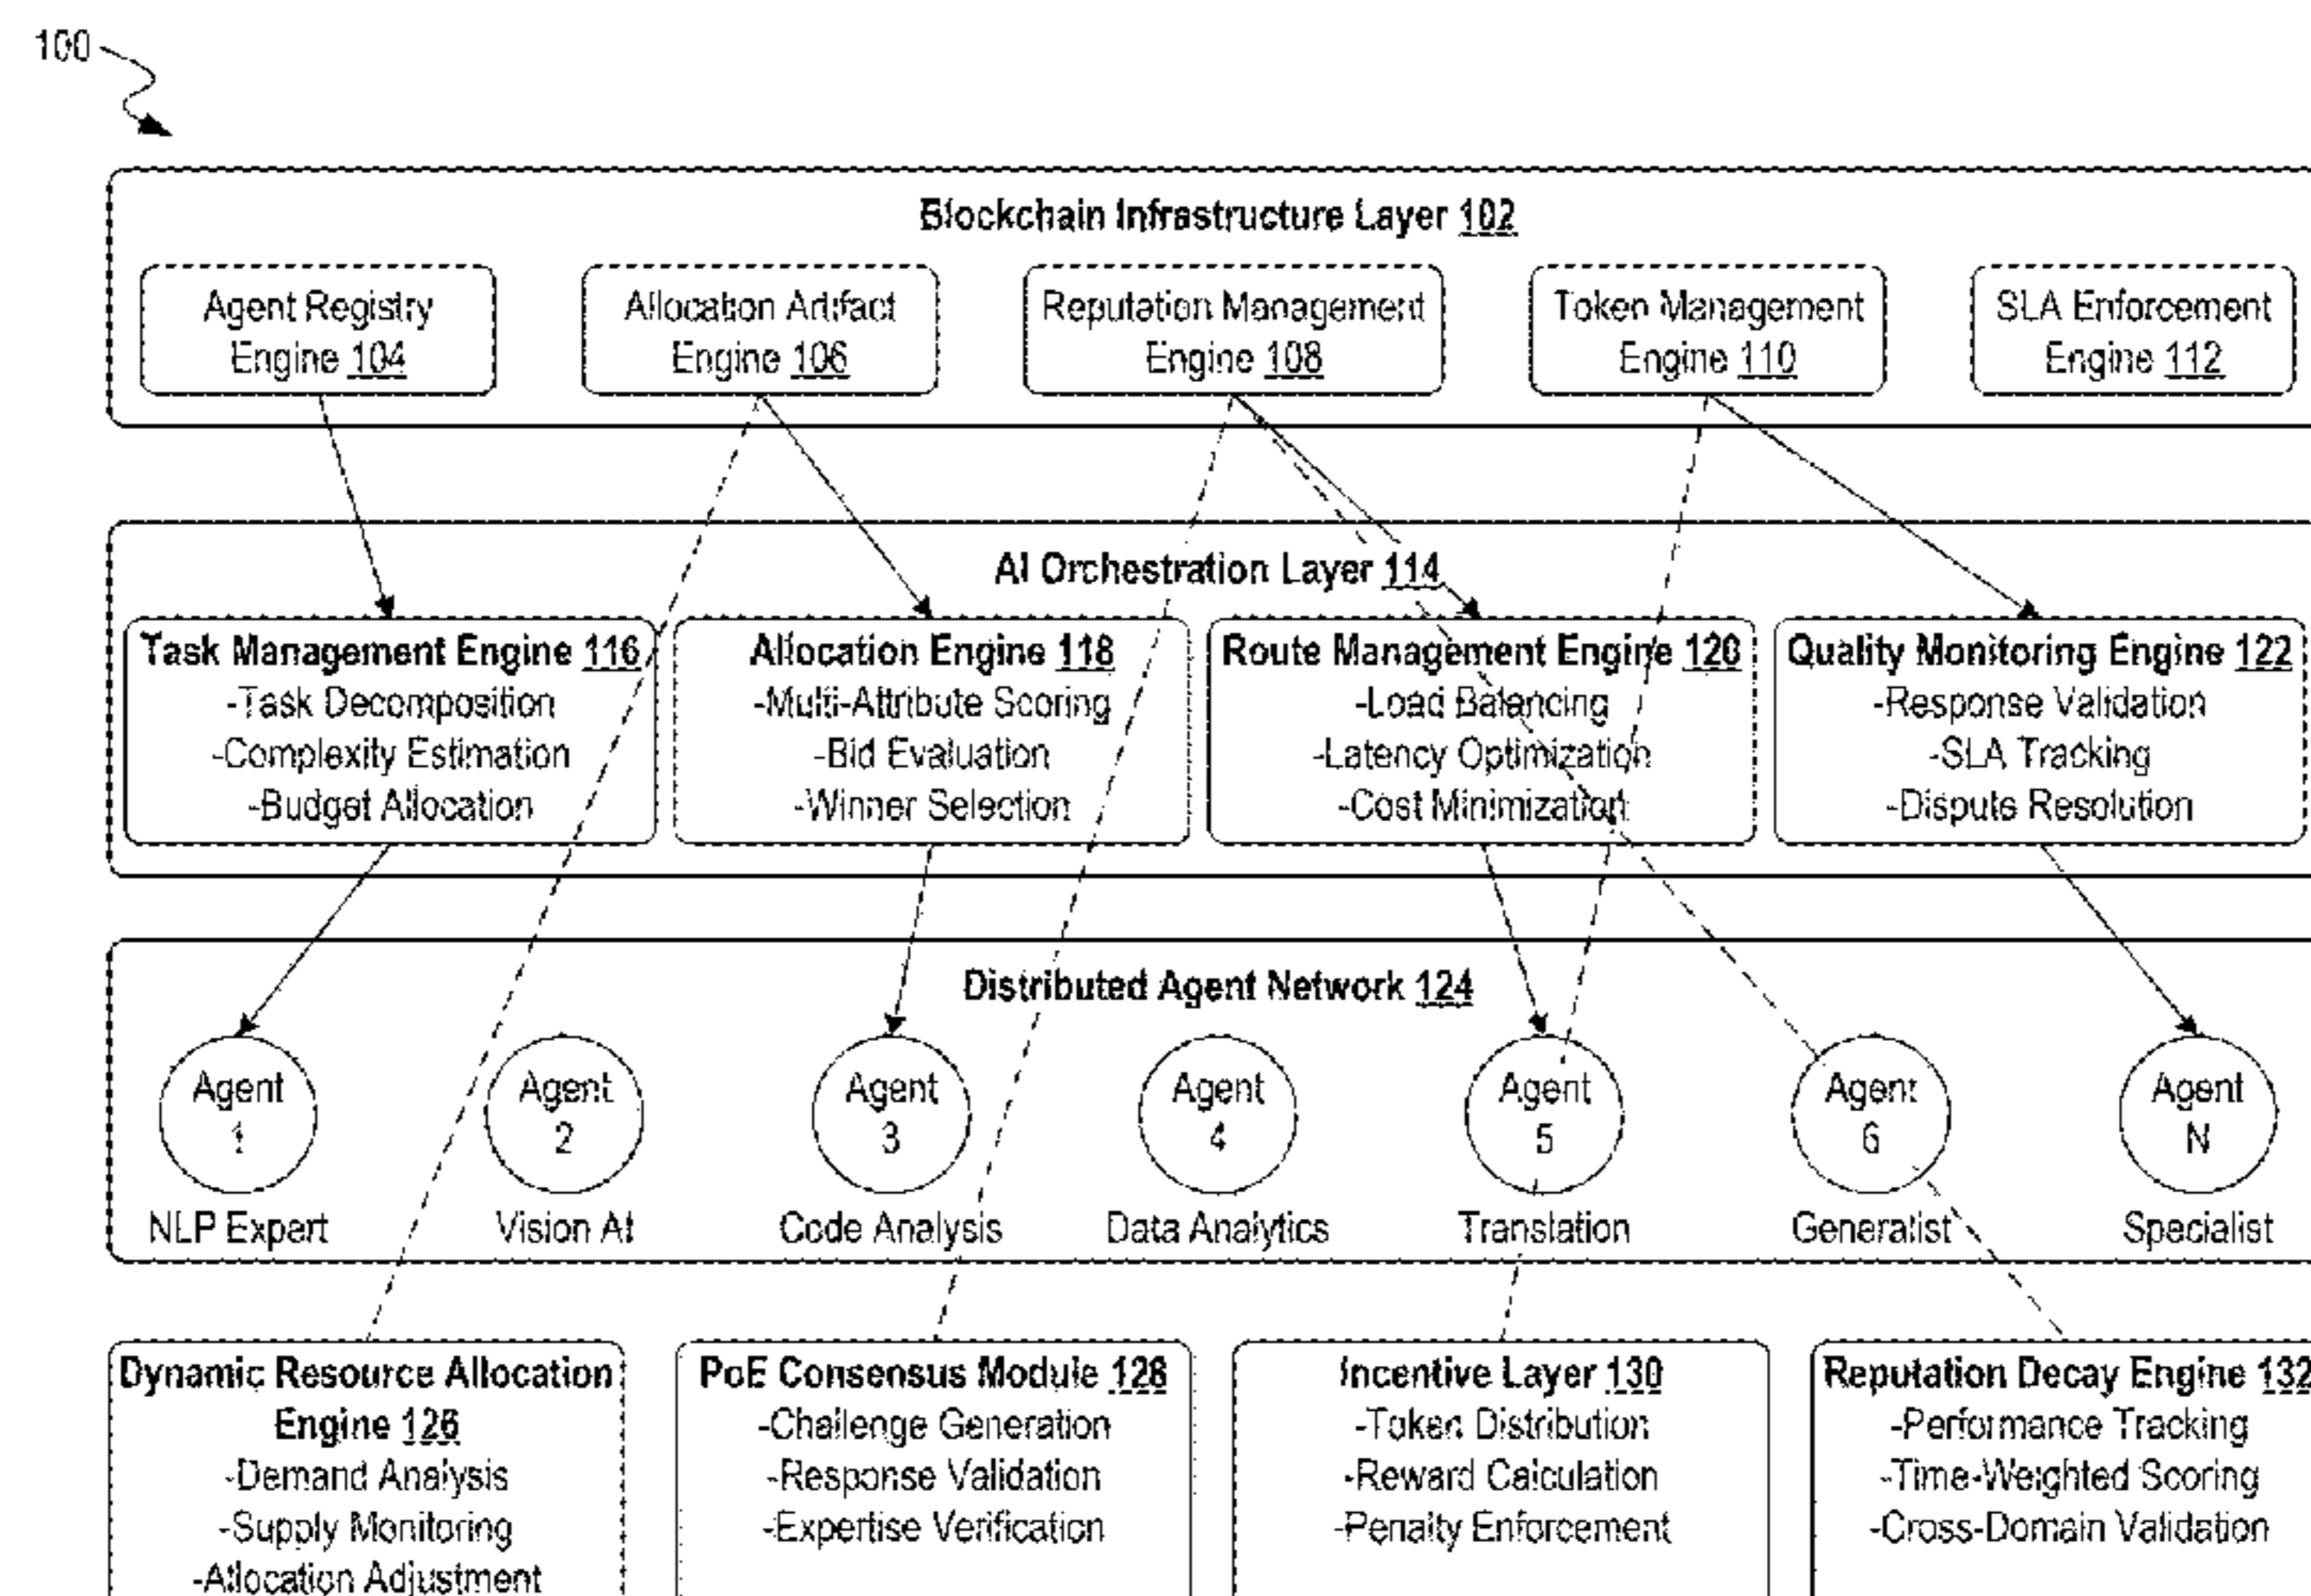 100
Blockchain Infrastructure Layer 102
Agent Registry
Engine 104
Allocation Artifact
Engine 106
Reputation Management
Engine 108
Token Management
Engine 110
SLA Enforcement
Engine 112
AI Orchestration Layer 114
Task Management Engine 116
-Task Decomposition
-Complexity Estimation
-Budget Allocation
Allocation Engine 118
-Multi-Attribute Scoring
-Bid Evaluation
-Winner Selection
Route Management Engine 120
-Load Balancing
-Latency Optimization
-Cost Minimization
Quality Monitoring Engine 122
-Response Validation
-SLA Tracking
-Dispute Resolution
Distributed Agent Network 124
Agent
1
NLP Expert
Agent
2
Vision AI
Agent
3
Code Analysis
Agent
4
Data Analytics
Agent
5
Translation
Agent
6
Generalist
Agent
N
Specialist
Dynamic Resource Allocation
Engine 126
-Demand Analysis
-Supply Monitoring
-Allocation Adjustment
PoE Consensus Module 128
-Challenge Generation
-Response Validation
-Expertise Verification
Incentive Layer 130
-Token Distribution
-Reward Calculation
-Penalty Enforcement
Reputation Decay Engine 132
-Performance Tracking
-Time-Weighted Scoring
-Cross-Domain Validation